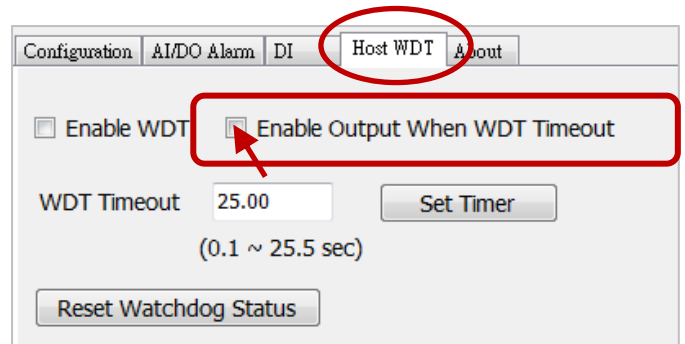 Configuration AI/DO Alarm DI Host WDT About
Enable WDT Enable Output When WDT Timeout
WDT Timeout 25.00 Set Timer
(0.1 ~ 25.5 sec)
Reset Watchdog Status